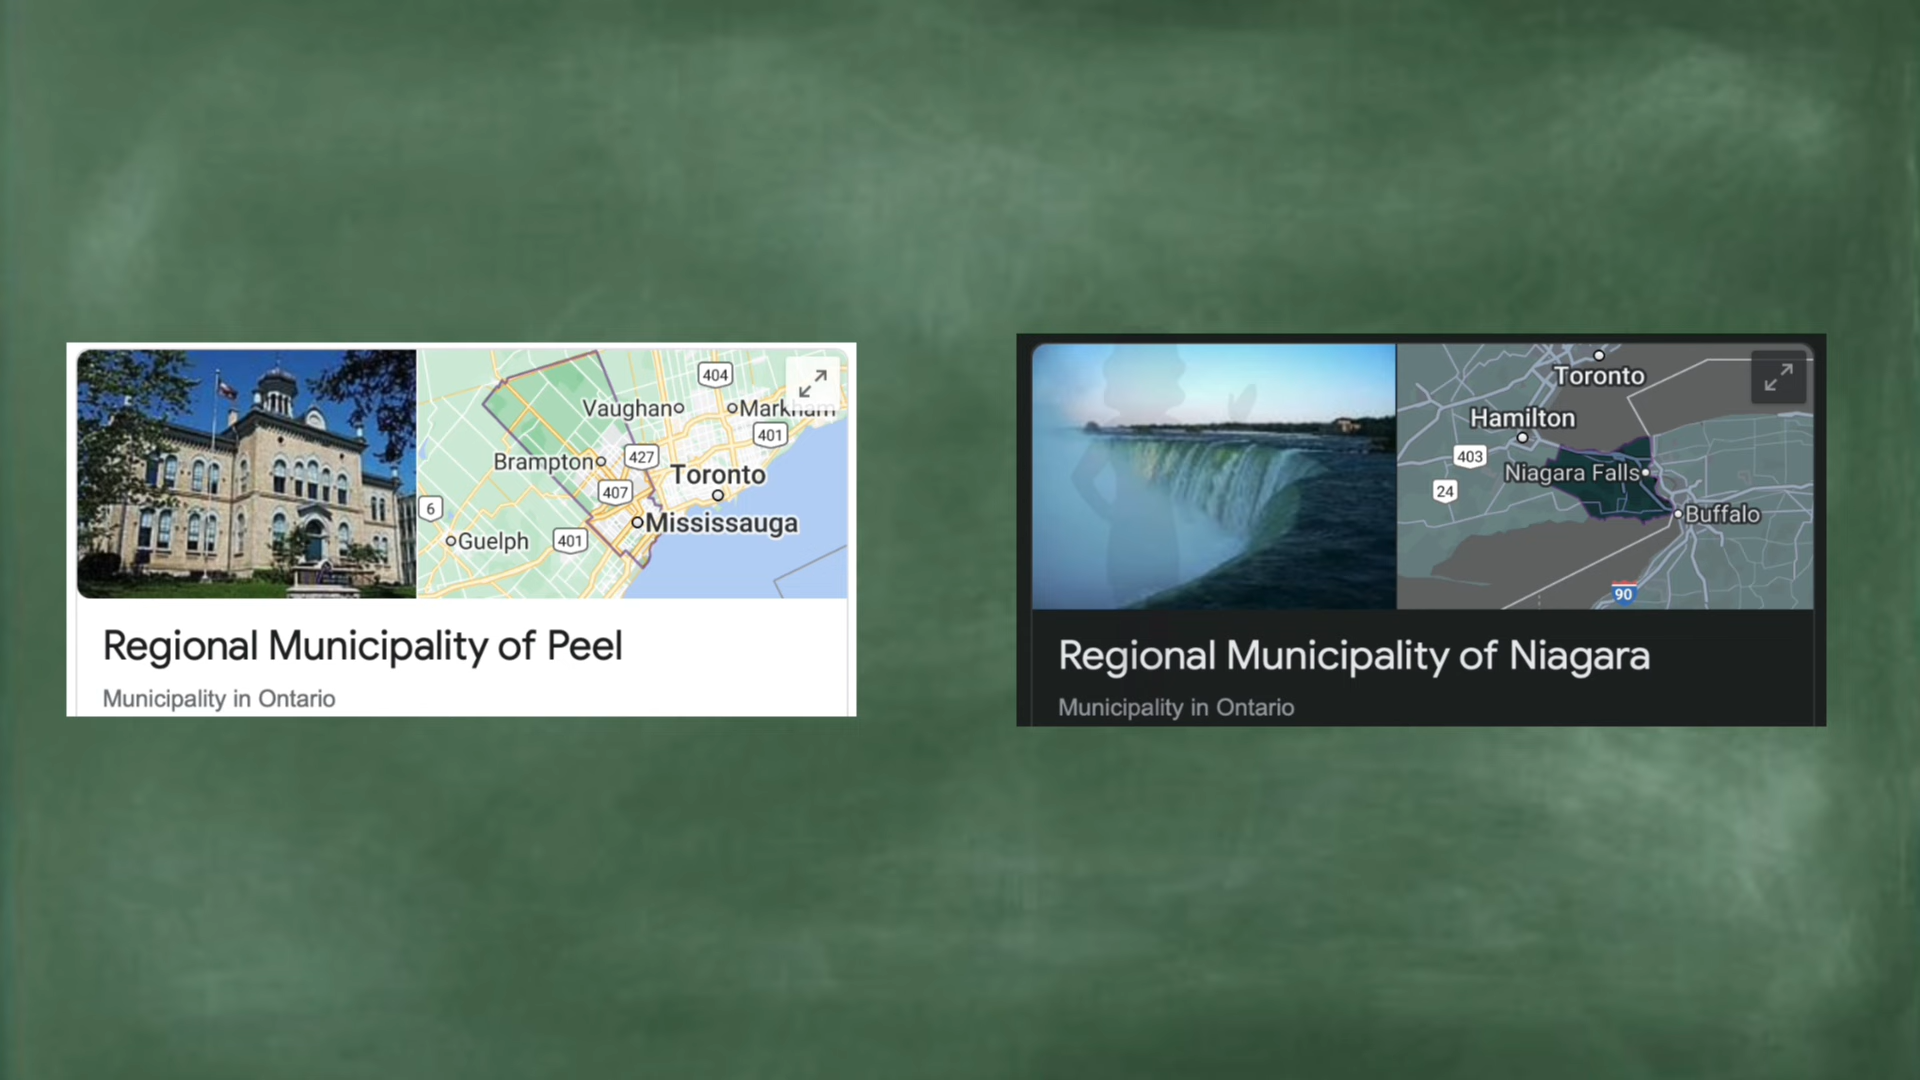 404
Vaughan
Markham
401
Brampton
427
Toronto
407
6
Mississauga
Guelph
401
Regional Municipality of Peel
Municipality in Ontario
Toronto
Hamilton
403
Niagara Falls
24
Buffalo
90
Regional Municipality of Niagara
Municipality in Ontario